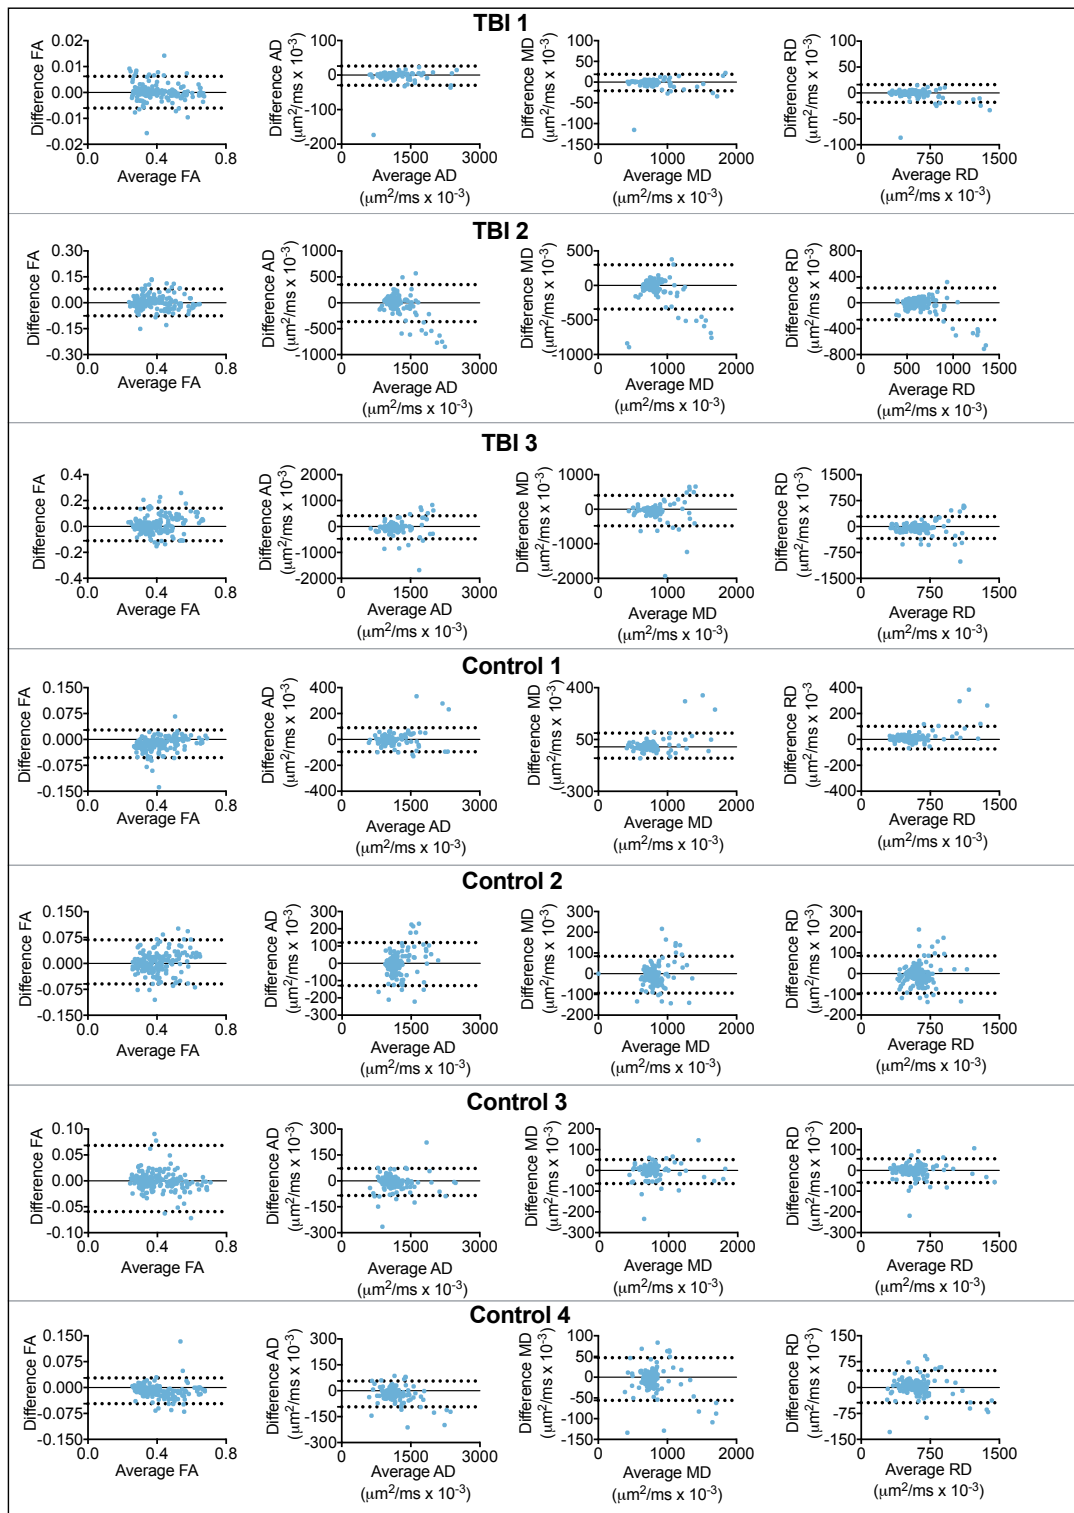 TBI 1
Difference FA
0.02
0.01
0.00
-0.01
-0.02
0.0
0.4
0.8
Average FA
Difference AD
(μm²/ms x 10⁻³)
100
0
-100
-200
0
1500
3000
Average AD
(μm²/ms x 10⁻³)
Difference MD
(μm²/ms x 10⁻³)
100
50
0
-50
-100
-150
0
1000
2000
Average MD
(μm²/ms x 10⁻³)
Difference RD
(μm²/ms x 10⁻³)
100
50
0
-50
-100
0
750
1500
Average RD
(μm²/ms x 10⁻³)
TBI 2
Difference FA
0.30
0.15
0.00
-0.15
-0.30
0.0
0.4
0.8
Average FA
Difference AD
(μm²/ms x 10⁻³)
1000
500
0
-500
-1000
0
1500
3000
Average AD
(μm²/ms x 10⁻³)
Difference MD
(μm²/ms x 10⁻³)
500
0
-500
-1000
0
1000
2000
Average MD
(μm²/ms x 10⁻³)
Difference RD
(μm²/ms x 10⁻³)
800
400
0
-400
-800
0
500
1000
1500
Average RD
(μm²/ms x 10⁻³)
TBI 3
Difference FA
0.4
0.2
0.0
-0.2
-0.4
0.0
0.4
0.8
Average FA
Difference AD
(μm²/ms x 10⁻³)
2000
1000
0
-1000
-2000
0
1500
3000
Average AD
(μm²/ms x 10⁻³)
Difference MD
(μm²/ms x 10⁻³)
1000
0
-1000
-2000
0
1000
2000
Average MD
(μm²/ms x 10⁻³)
Difference RD
(μm²/ms x 10⁻³)
1500
750
0
-750
-1500
0
750
1500
Average RD
(μm²/ms x 10⁻³)
Control 1
Difference FA
0.150
0.075
0.000
-0.075
-0.150
0.0
0.4
0.8
Average FA
Difference AD
(μm²/ms x 10⁻³)
400
200
0
-200
-400
0
1500
3000
Average AD
(μm²/ms x 10⁻³)
Difference MD
(μm²/ms x 10⁻³)
400
50
-300
0
1000
2000
Average MD
(μm²/ms x 10⁻³)
Difference RD
(μm²/ms x 10⁻³
400
200
0
-200
-400
0
750
1500
Average RD
(μm²/ms x 10⁻³)
Control 2
Difference FA
0.150
0.075
0.000
-0.075
-0.150
0.0
0.4
0.8
Average FA
Difference AD
(μm²/ms x 10⁻³)
300
200
100
0
-100
-200
-300
0
1500
3000
Average AD
(μm²/ms x 10⁻³)
Difference MD
(μm²/ms x 10⁻³)
300
200
100
0
-100
-200
0
1000
2000
Average MD
(μm²/ms x 10⁻³)
Difference RD
(μm²/ms x 10⁻³)
300
200
100
0
-100
-200
0
750
1500
Average RD
(μm²/ms x 10⁻³)
Control 3
Difference FA
0.10
0.05
0.00
-0.05
-0.10
0.0
0.4
0.8
Average FA
Difference AD
(μm²/ms x 10⁻³)
300
150
0
-150
-300
0
1500
3000
Average AD
(μm²/ms x 10⁻³)
Difference MD
(μm²/ms x 10⁻³)
200
100
0
-100
-200
-300
0
1000
2000
Average MD
(μm²/ms x 10⁻³)
Difference RD
(μm²/ms x 10⁻³)
200
100
0
-100
-200
-300
0
750
1500
Average RD
(μm²/ms x 10⁻³)
Control 4
Difference FA
0.150
0.075
0.000
-0.075
-0.150
0.0
0.4
0.8
Average FA
Difference AD
(μm²/ms x 10⁻³)
300
150
0
-150
-300
0
1500
3000
Average AD
(μm²/ms x 10⁻³)
Difference MD
(μm²/ms x 10⁻³)
100
50
0
-50
-100
-150
0
1000
2000
Average MD
(μm²/ms x 10⁻³)
Difference RD
(μm²/ms x 10⁻³)
150
75
0
-75
-150
0
750
1500
Average RD
(μm²/ms x 10⁻³)